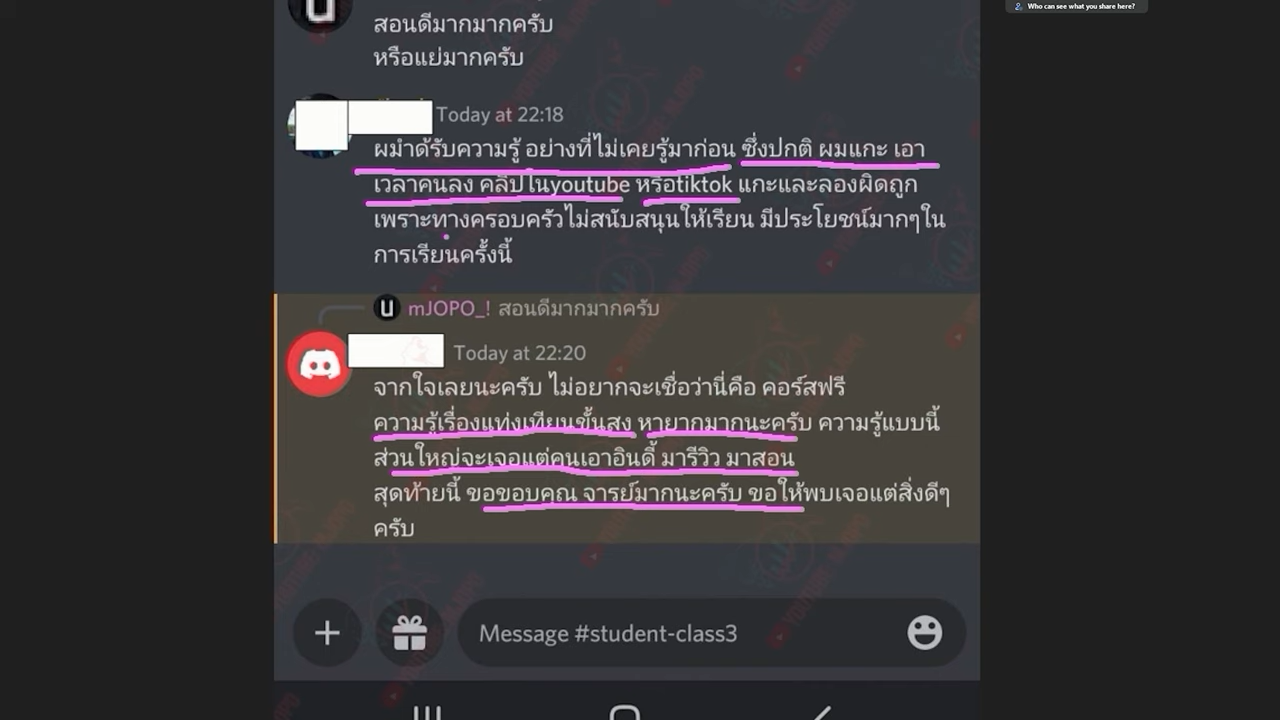 Who can see what you share here?
สอนดีมากมากครับ
หรือแย่มากครับ
Today at 22:18
ผมำด้รับความรู้ อย่างที่ไม่เคยรู้มาก่อน ซึ่งปกติ ผมแกะ เอา
เวลาคนลง คลิปในyoutube หรือtiktok แกะและลองผิดถูก
เพราะทางครอบครัวไม่สนับสนุนให้เรียน มีประโยชน์มากๆใน
การเรียนครั้งนี้
mJOPO_! สอนดีมากมากครับ
Today at 22:20
จากใจเลยนะครับ ไม่อยากจะเชื่อว่านี่คือ คอร์สฟรี
ความรู้เรื่องแท่งเทียนขั้นสูง หายากมากนะครับ ความรู้แบบนี้
ส่วนใหญ่จะเจอแต่คนเอาอินดี้ มารีวิว มาสอน
สุดท้ายนี้ ขอขอบคุณ จารย์มากนะครับ ขอให้พบเจอแต่สิ่งดีๆ
ครับ
Message #student-class3